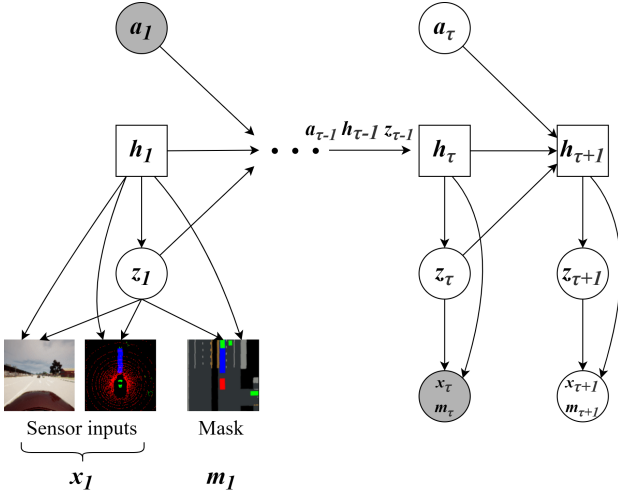 a1 aτ
aτ-1 hτ-1 zτ-1
h1 • • • hτ hτ+1
z1 zτ zτ+1
xτ xτ+1
mτ mτ+1
Sensor inputs Mask
x1 m1